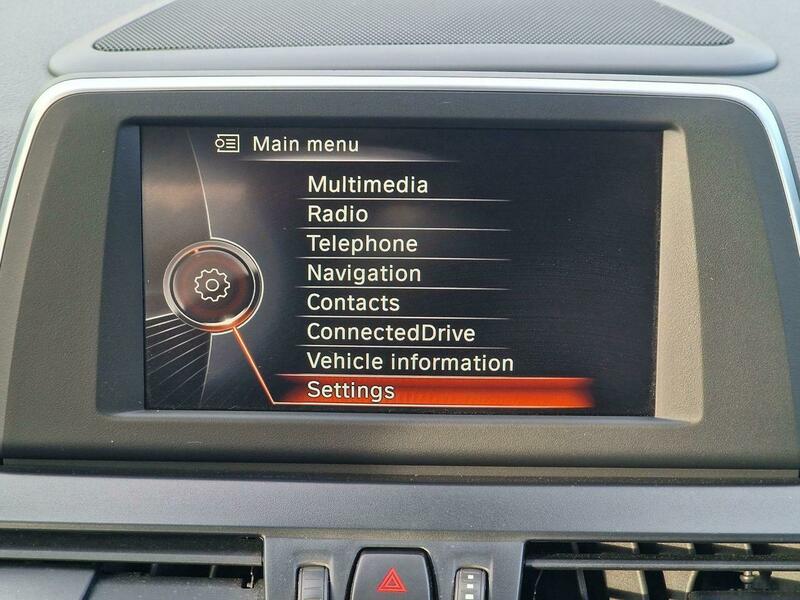 Main menu
Multimedia
Radio
Telephone
Navigation
Contacts
ConnectedDrive
Vehicle information
Settings